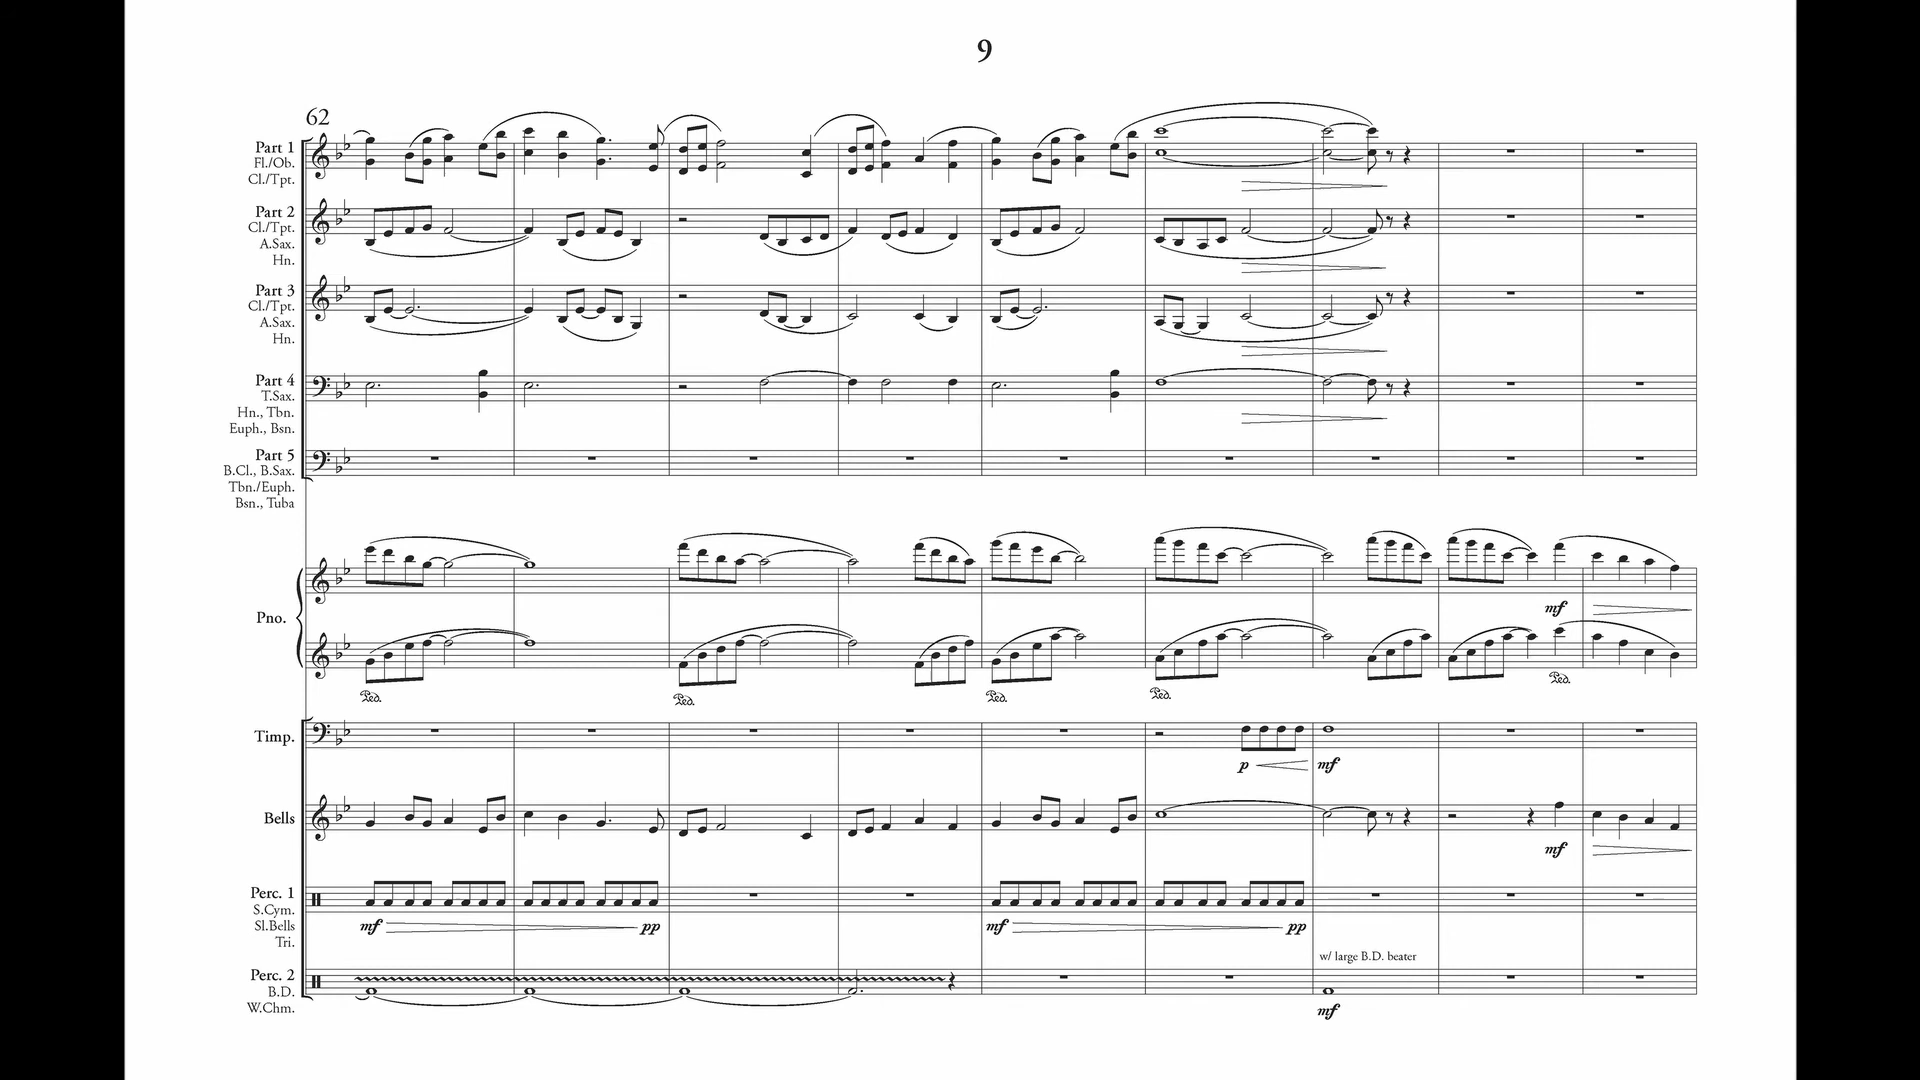 9
62
Part 1
Fl./Ob.
Cl./Tpt.
Part 2
Cl./Tpt.
A.Sax.
Hn.
Part 3
Cl./Tpt.
A.Sax.
Hn.
Part 4
T.Sax.
Hn., Tbn.
Euph., Bsn.
Part 5
B.Cl., B.Sax.
Tbn./Euph.
Bsn., Tuba
mf
Pno.
Ped. Ped. Ped. Ped. Ped.
Timp.
p mf
Bells
mf
Perc. 1
S.Cym.
Sl.Bells
Tri.
mf pp mf pp
w/ large B.D. beater
Perc. 2
B.D.
W.Chm.
mf